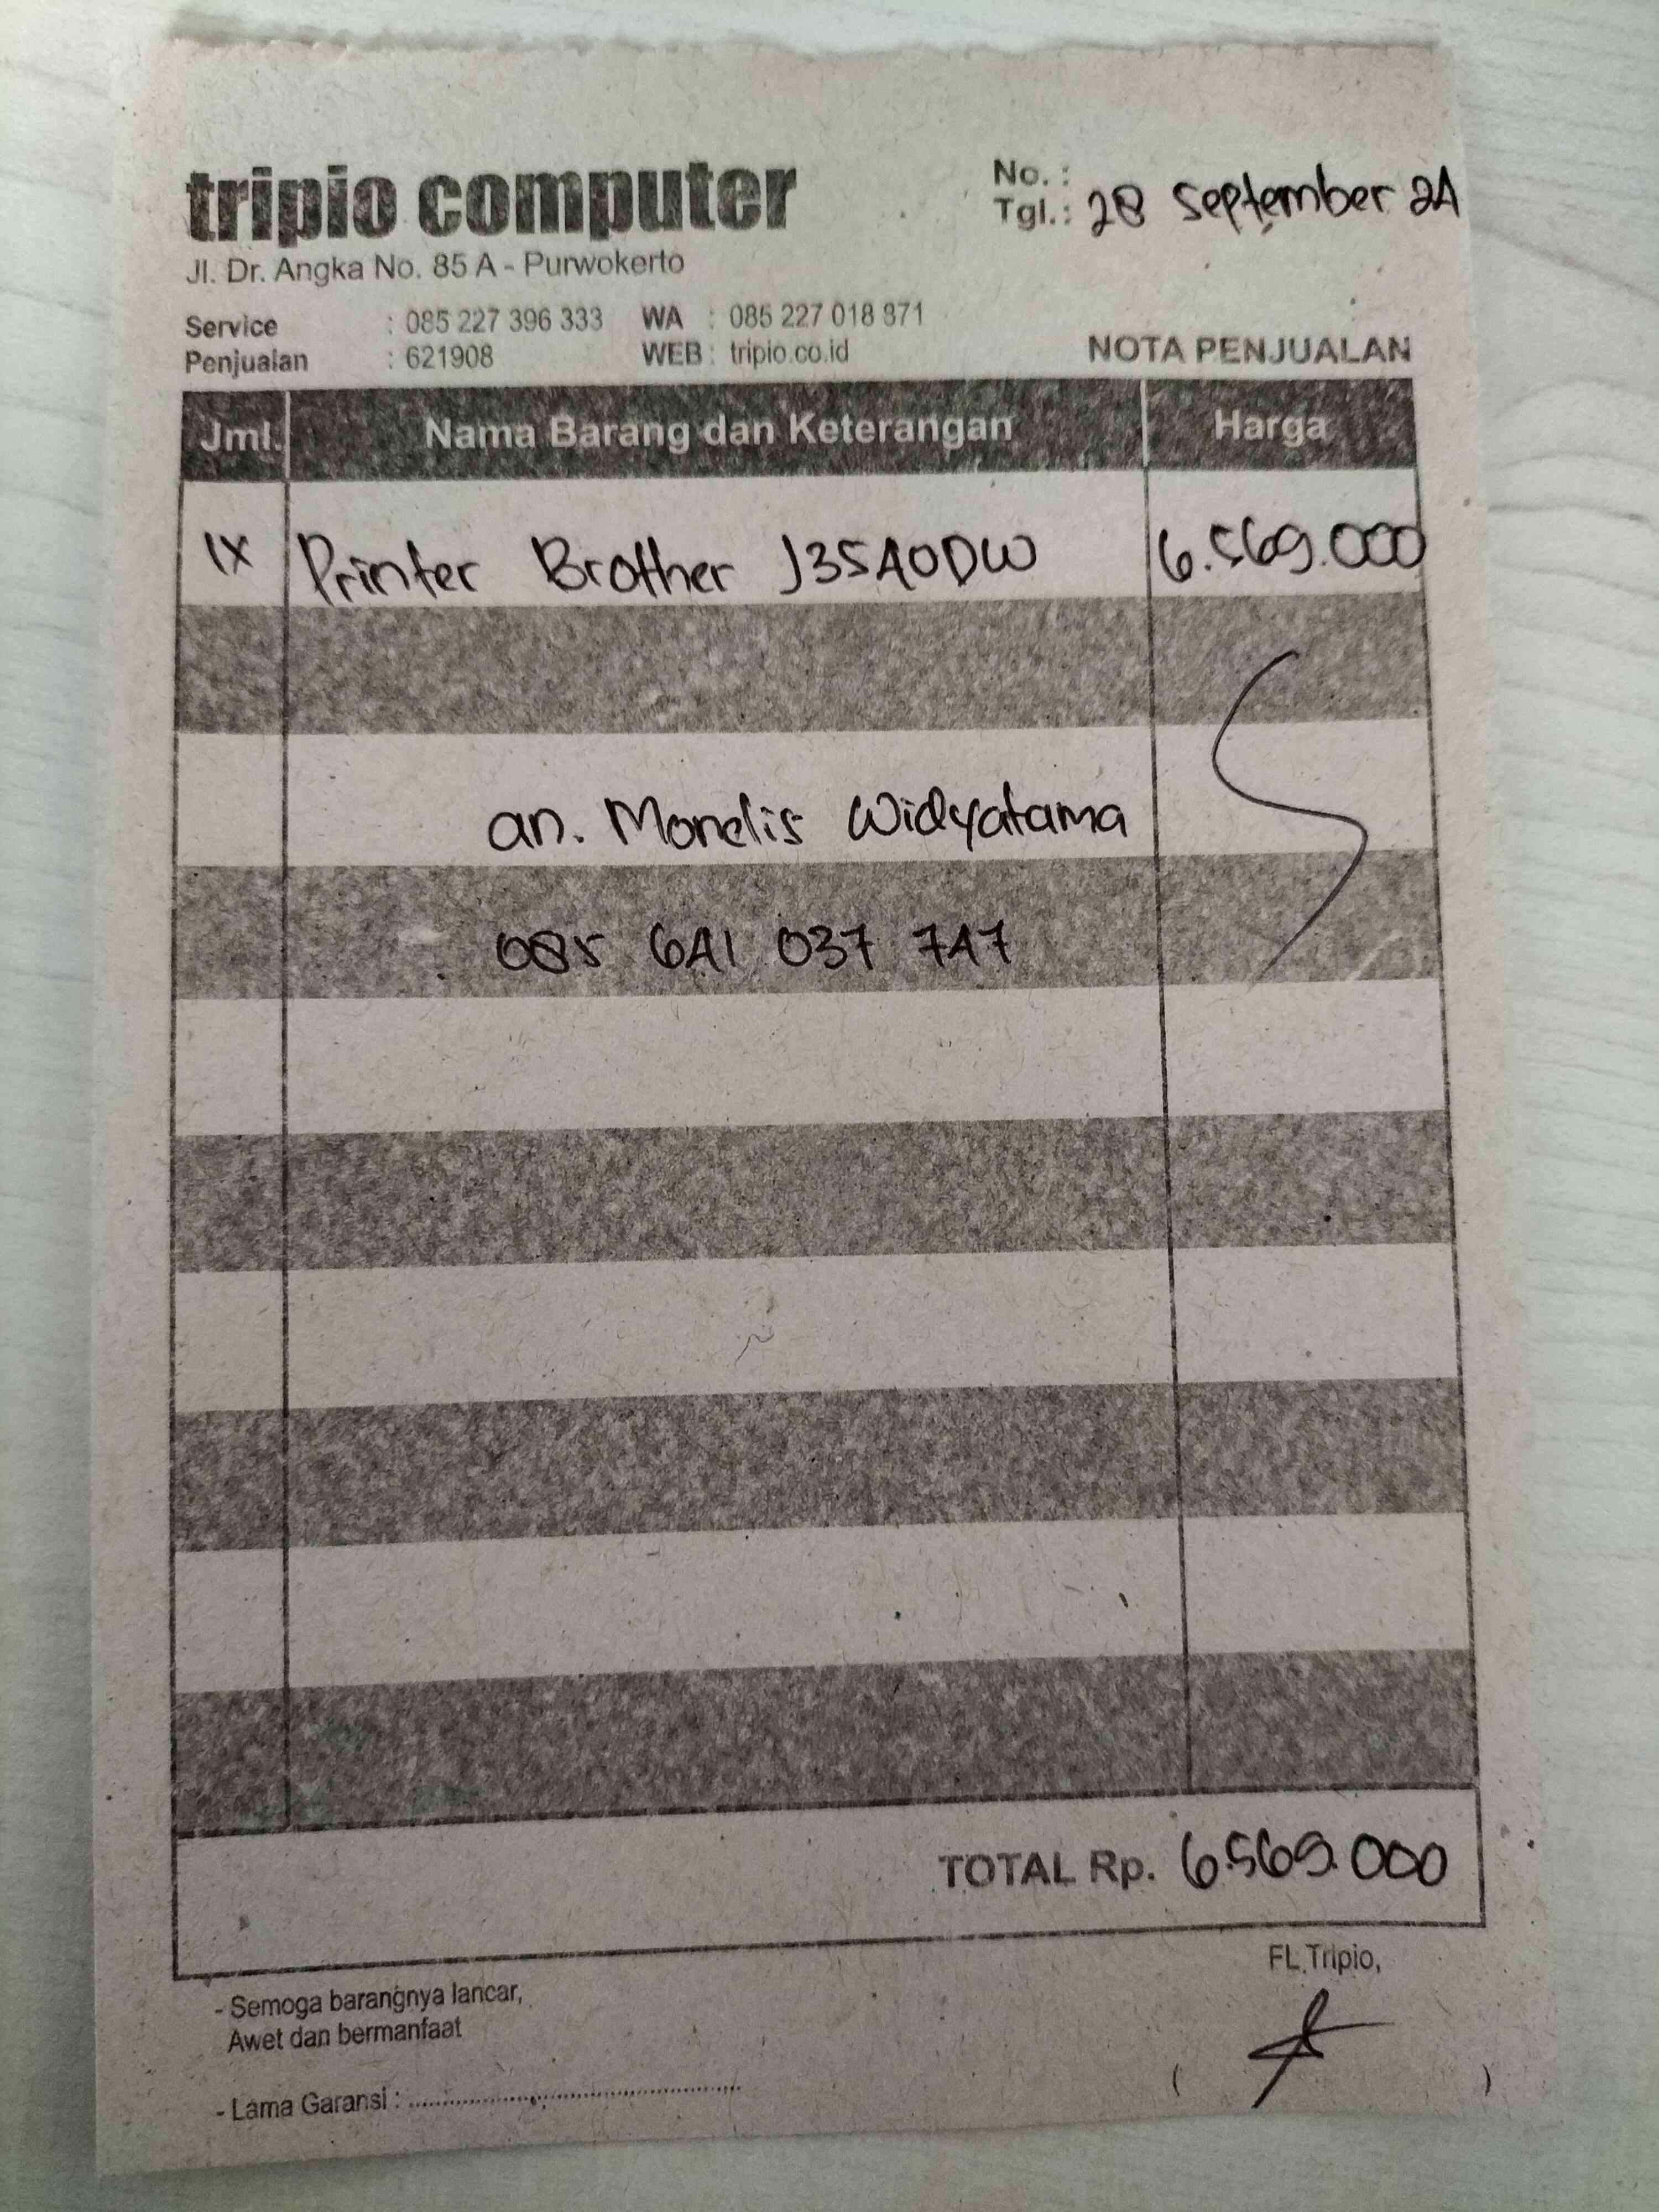 tripio computer
Jl. Dr. Angka No. 85 A - Purwokerto
No. :
Tgl. : 28 September 24
Service : 085 227 396 333 WA : 085 227 018 871
Penjualan : 621908 WEB : tripio.co.id
NOTA PENJUALAN
Jml. Nama Barang dan Keterangan Harga
1x Printer Brother J3540DW 6.569.000
an. Monelis Widyatama
085 641 037 747
TOTAL Rp. 6.569.000
FL Tripio,
- Semoga barangnya lancar,
Awet dan bermanfaat
- Lama Garansi : ........................................
( )